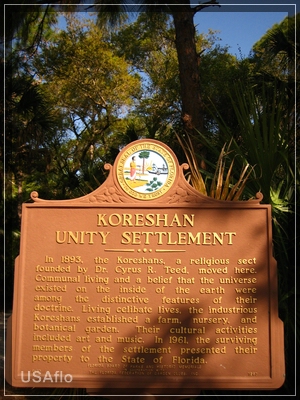 KORESHAN
UNITY SETTLEMENT
In 1893, the Koreshans, a religious sect
founded by Dr. Cyrus R. Teed, moved here.
Communal living and a belief that the universe
existed on the inside of the earth were
among the distinctive features of their
doctrine. Living celibate lives, the industrious
Koreshans established a farm, nursery, and
botanical garden. Their cultural activities
included art and music. In 1961, the surviving
members of the settlement presented their
property to the State of Florida.
USAflo